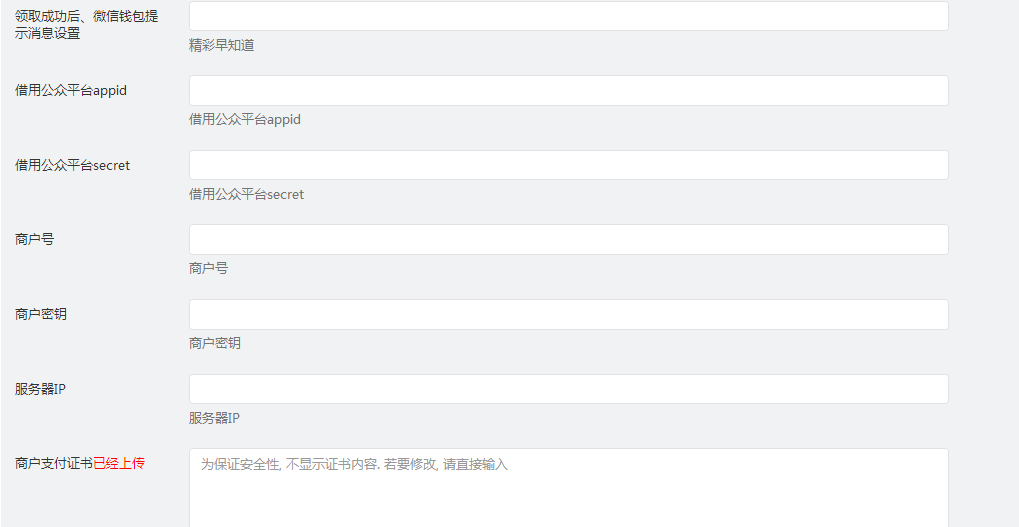 领取成功后、微信钱包提
示消息设置
精彩早知道
借用公众平台appid
借用公众平台appid
借用公众平台secret
借用公众平台secret
商户号
商户号
商户密钥
商户密钥
服务器IP
服务器IP
商户支付证书已经上传
为保证安全性, 不显示证书内容. 若要修改, 请直接输入